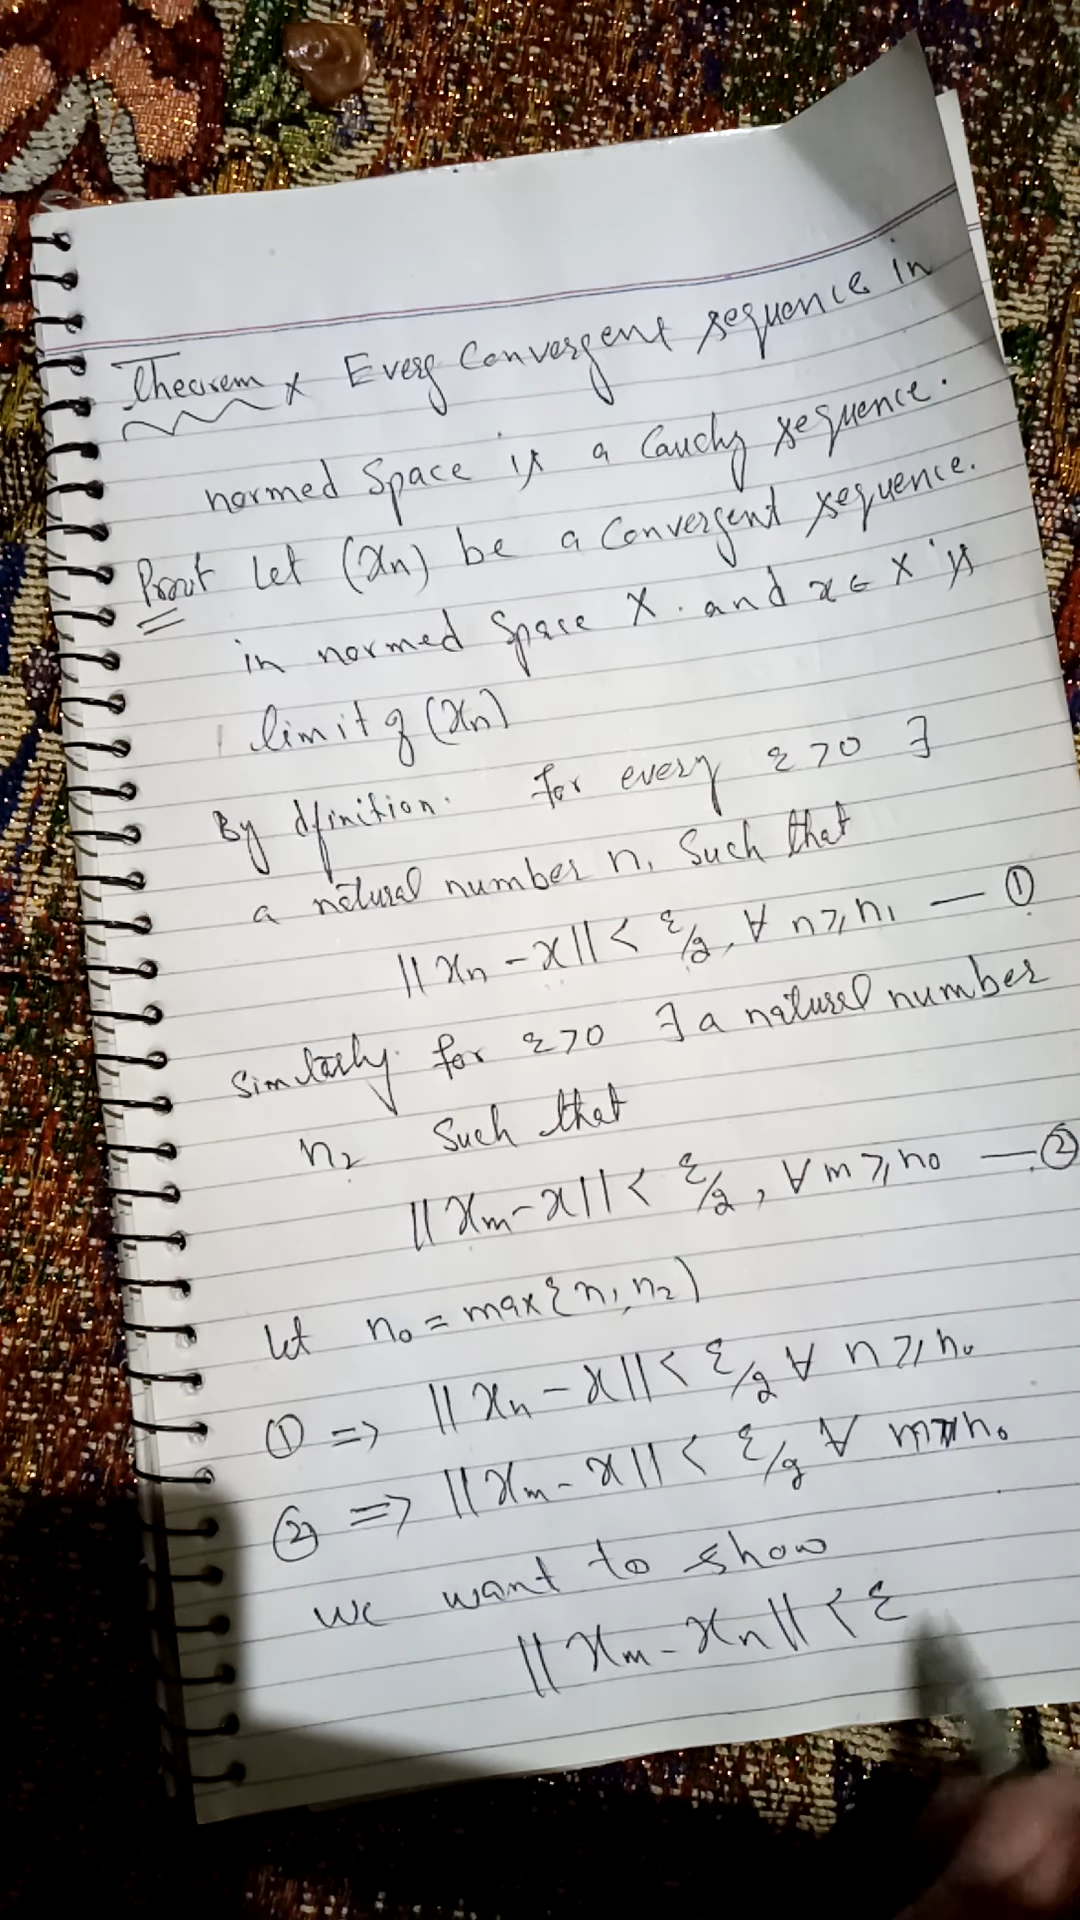 Theorem x Every Convergent sequence in
normed Space is a Cauchy sequence.
Proof Let (xn) be a Convergent sequence.
in normed Space X. and x ∈ X is
limit of (xn)
By dfinition. for every ε>0 ∃
a natural number n₁ Such that
||xn - x|| < ε/2, ∀ n ⩾ n₁ — ①
Similarly. for ε>0 ∃ a natural number
n₂ Such that
||xm - x|| < ε/2, ∀ m ⩾ n₀ — ②
let n₀ = max{n₁, n₂)
① => ||xn - x|| < ε/2 ∀ n ⩾ n₀
② => ||xm - x|| < ε/2 ∀ m ⩾ n₀
we want to show
||xm - xn|| < ε